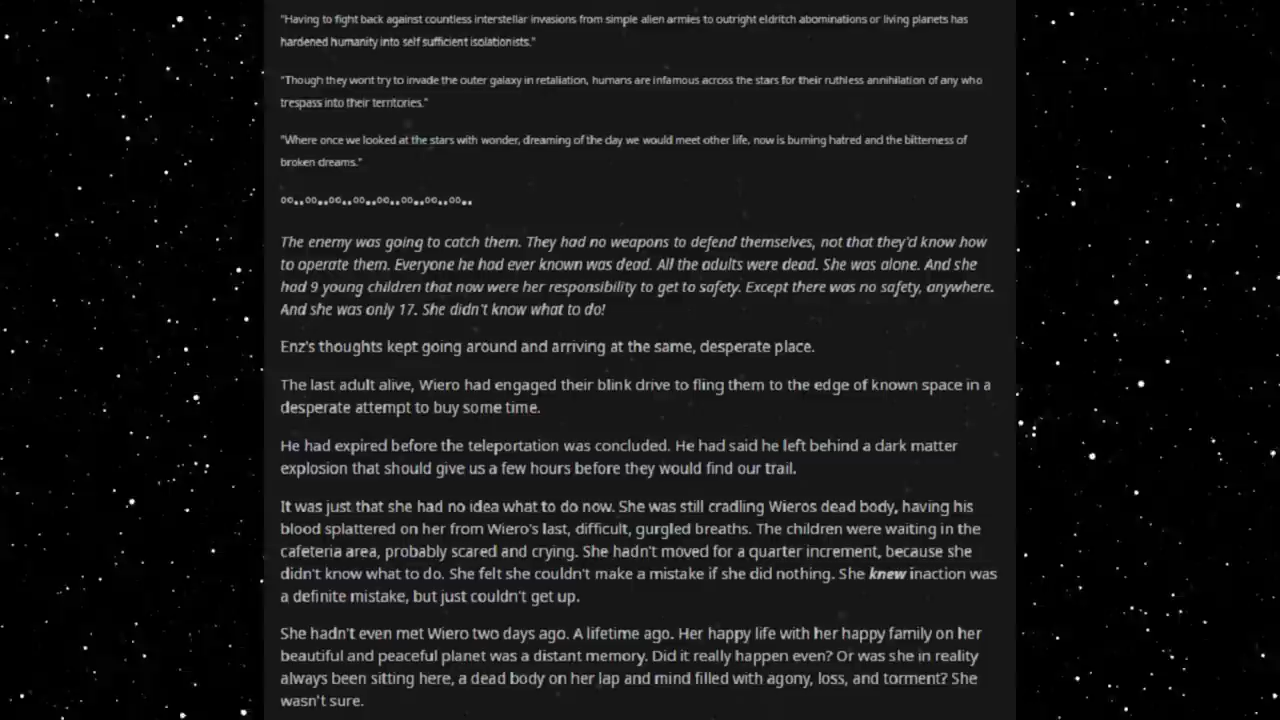 "Having to fight back against countless interstellar invasions from simple alien armies to outright eldritch abominations or living planets has
hardened humanity into self sufficient isolationists."
"Though they wont try to invade the outer galaxy in retaliation, humans are infamous across the stars for their ruthless annihilation of any who
trespass into their territories."
"Where once we looked at the stars with wonder, dreaming of the day we would meet other life, now is burning hatred and the bitterness of
broken dreams."
°°..°°..°°..°°..°°..°°..°°..°°..
The enemy was going to catch them. They had no weapons to defend themselves, not that they'd know how
to operate them. Everyone he had ever known was dead. All the adults were dead. She was alone. And she
had 9 young children that now were her responsibility to get to safety. Except there was no safety, anywhere.
And she was only 17. She didn't know what to do!
Enz's thoughts kept going around and arriving at the same, desperate place.
The last adult alive, Wiero had engaged their blink drive to fling them to the edge of known space in a
desperate attempt to buy some time.
He had expired before the teleportation was concluded. He had said he left behind a dark matter
explosion that should give us a few hours before they would find our trail.
It was just that she had no idea what to do now. She was still cradling Wieros dead body, having his
blood splattered on her from Wiero's last, difficult, gurgled breaths. The children were waiting in the
cafeteria area, probably scared and crying. She hadn't moved for a quarter increment, because she
didn't know what to do. She felt she couldn't make a mistake if she did nothing. She knew inaction was
a definite mistake, but just couldn't get up.
She hadn't even met Wiero two days ago. A lifetime ago. Her happy life with her happy family on her
beautiful and peaceful planet was a distant memory. Did it really happen even? Or was she in reality
always been sitting here, a dead body on her lap and mind filled with agony, loss, and torment? She
wasn't sure.